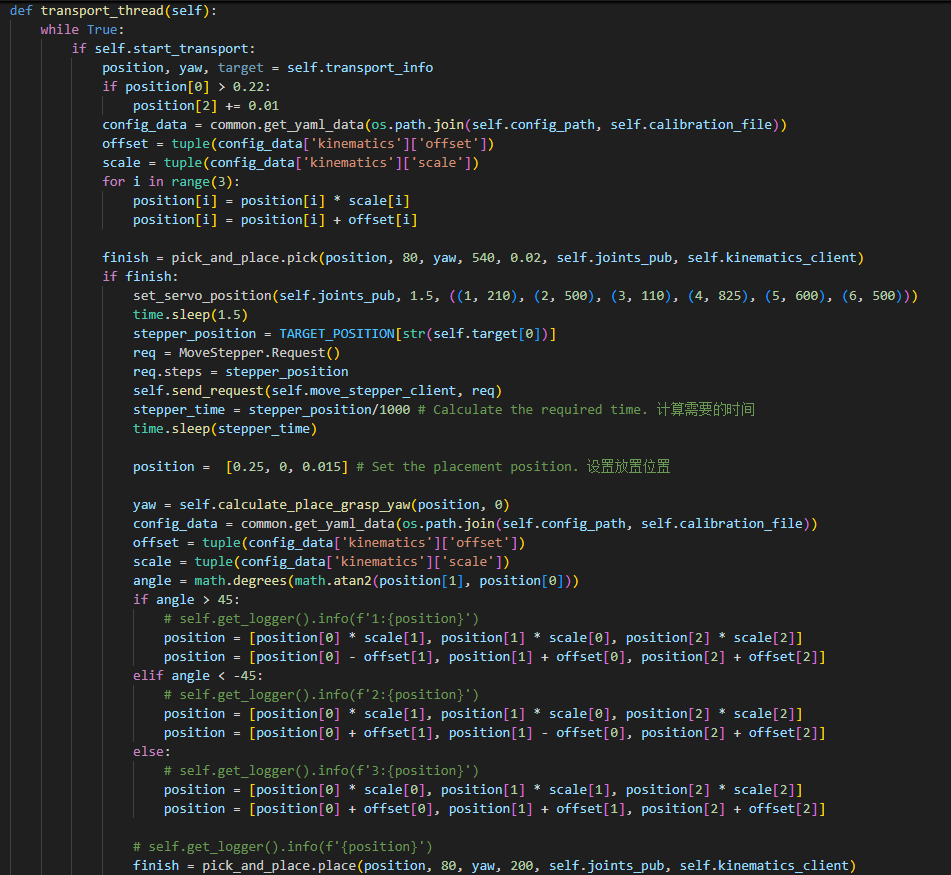 def transport_thread(self):
    while True:
        if self.start_transport:
            position, yaw, target = self.transport_info
            if position[0] > 0.22:
                position[2] += 0.01
            config_data = common.get_yaml_data(os.path.join(self.config_path, self.calibration_file))
            offset = tuple(config_data['kinematics']['offset'])
            scale = tuple(config_data['kinematics']['scale'])
            for i in range(3):
                position[i] = position[i] * scale[i]
                position[i] = position[i] + offset[i]

            finish = pick_and_place.pick(position, 80, yaw, 540, 0.02, self.joints_pub, self.kinematics_client)
            if finish:
                set_servo_position(self.joints_pub, 1.5, ((1, 210), (2, 500), (3, 110), (4, 825), (5, 600), (6, 500)))
                time.sleep(1.5)
                stepper_position = TARGET_POSITION[str(self.target[0])]
                req = MoveStepper.Request()
                req.steps = stepper_position
                self.send_request(self.move_stepper_client, req)
                stepper_time = stepper_position/1000 # Calculate the required time. 计算需要的时间
                time.sleep(stepper_time)

                position =  [0.25, 0, 0.015] # Set the placement position. 设置放置位置

                yaw = self.calculate_place_grasp_yaw(position, 0)
                config_data = common.get_yaml_data(os.path.join(self.config_path, self.calibration_file))
                offset = tuple(config_data['kinematics']['offset'])
                scale = tuple(config_data['kinematics']['scale'])
                angle = math.degrees(math.atan2(position[1], position[0]))
                if angle > 45:
                    # self.get_logger().info(f'1:{position}')
                    position = [position[0] * scale[1], position[1] * scale[0], position[2] * scale[2]]
                    position = [position[0] - offset[1], position[1] + offset[0], position[2] + offset[2]]
                elif angle < -45:
                    # self.get_logger().info(f'2:{position}')
                    position = [position[0] * scale[1], position[1] * scale[0], position[2] * scale[2]]
                    position = [position[0] + offset[1], position[1] - offset[0], position[2] + offset[2]]
                else:
                    # self.get_logger().info(f'3:{position}')
                    position = [position[0] * scale[0], position[1] * scale[1], position[2] * scale[2]]
                    position = [position[0] + offset[0], position[1] + offset[1], position[2] + offset[2]]

                # self.get_logger().info(f'{position}')
                finish = pick_and_place.place(position, 80, yaw, 200, self.joints_pub, self.kinematics_client)